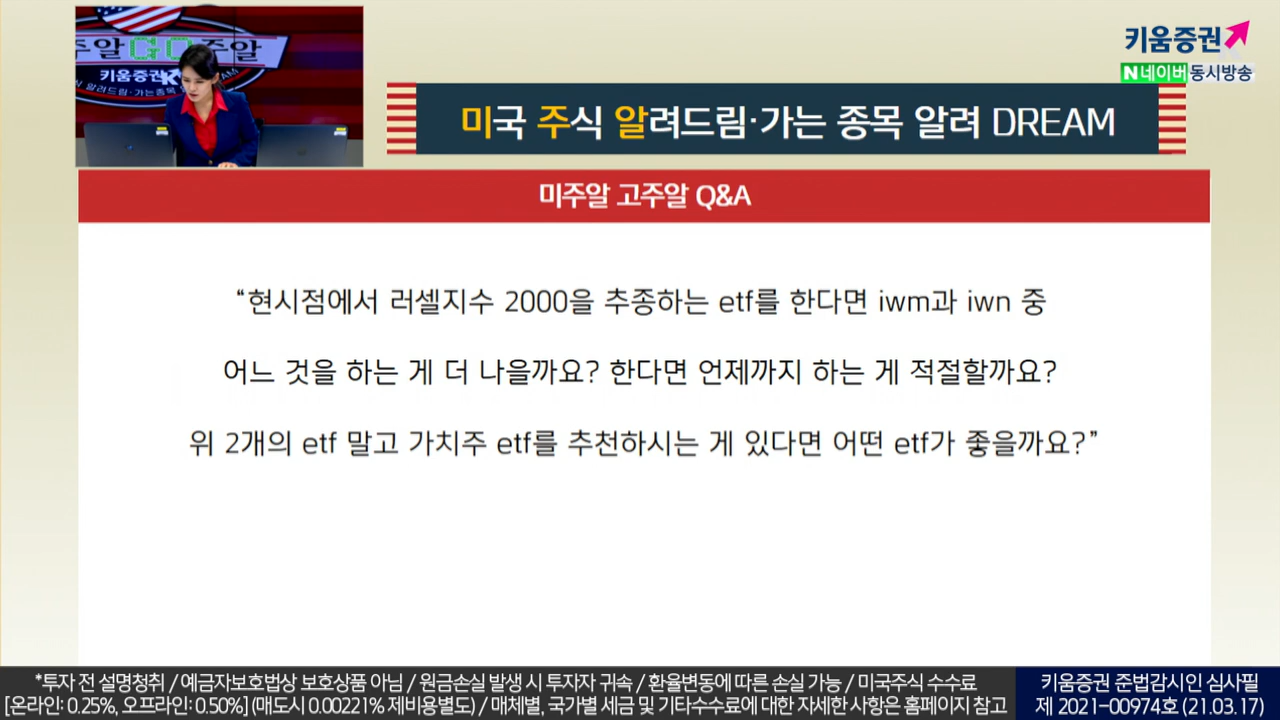 주알GO주알
키움증권K
키움증권
N네이버 동시방송
미국 주식 알려드림·가는 종목 알려 DREAM
미주알 고주알 Q&A
“현시점에서 러셀지수 2000을 추종하는 etf를 한다면 iwm과 iwn 중
어느 것을 하는 게 더 나을까요? 한다면 언제까지 하는 게 적절할까요?
위 2개의 etf 말고 가치주 etf를 추천하시는 게 있다면 어떤 etf가 좋을까요?”
*투자 전 설명청취 / 예금자보호법상 보호상품 아님 / 원금손실 발생 시 투자자 귀속 / 환율변동에 따른 손실 가능 / 미국주식 수수료
[온라인: 0.25%, 오프라인: 0.50%] (매도시 0.00221% 제비용별도) / 매체별, 국가별 세금 및 기타수수료에 대한 자세한 사항은 홈페이지 참고
키움증권 준법감시인 심사필
제 2021-00974호 (21.03.17)